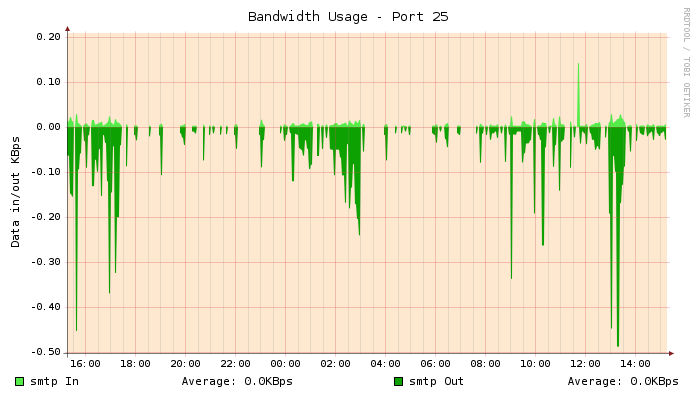 Bandwidth Usage - Port 25
RRDTOOL / TOBI OETIKER
Data in/out KBps
0.20
0.10
0.00
-0.10
-0.20
-0.30
-0.40
-0.50
16:00 18:00 20:00 22:00 00:00 02:00 04:00 06:00 08:00 10:00 12:00 14:00
smtp In Average: 0.0KBps smtp Out Average: 0.0KBps